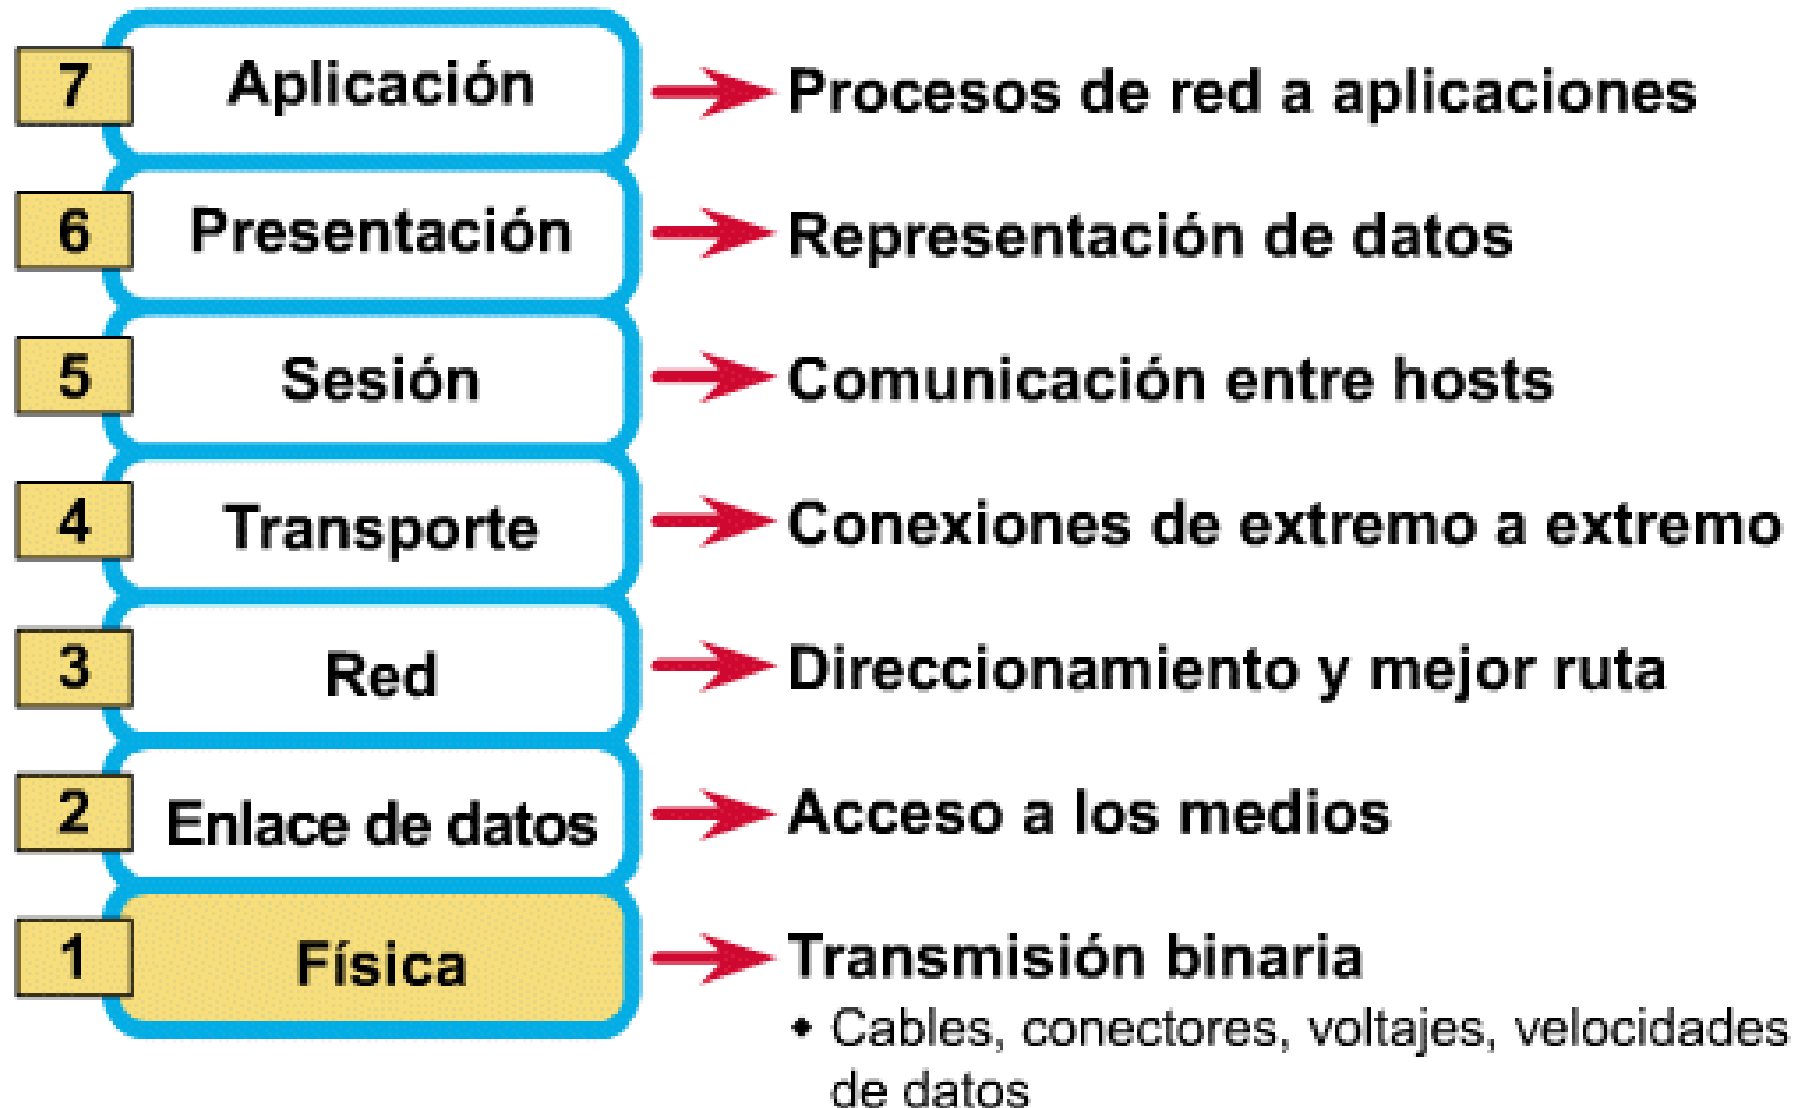 7 Aplicación Procesos de red a aplicaciones
6 Presentación Representación de datos
5 Sesión Comunicación entre hosts
4 Transporte Conexiones de extremo a extremo
3 Red Direccionamiento y mejor ruta
2 Enlace de datos Acceso a los medios
1 Física Transmisión binaria
• Cables, conectores, voltajes, velocidades
de datos